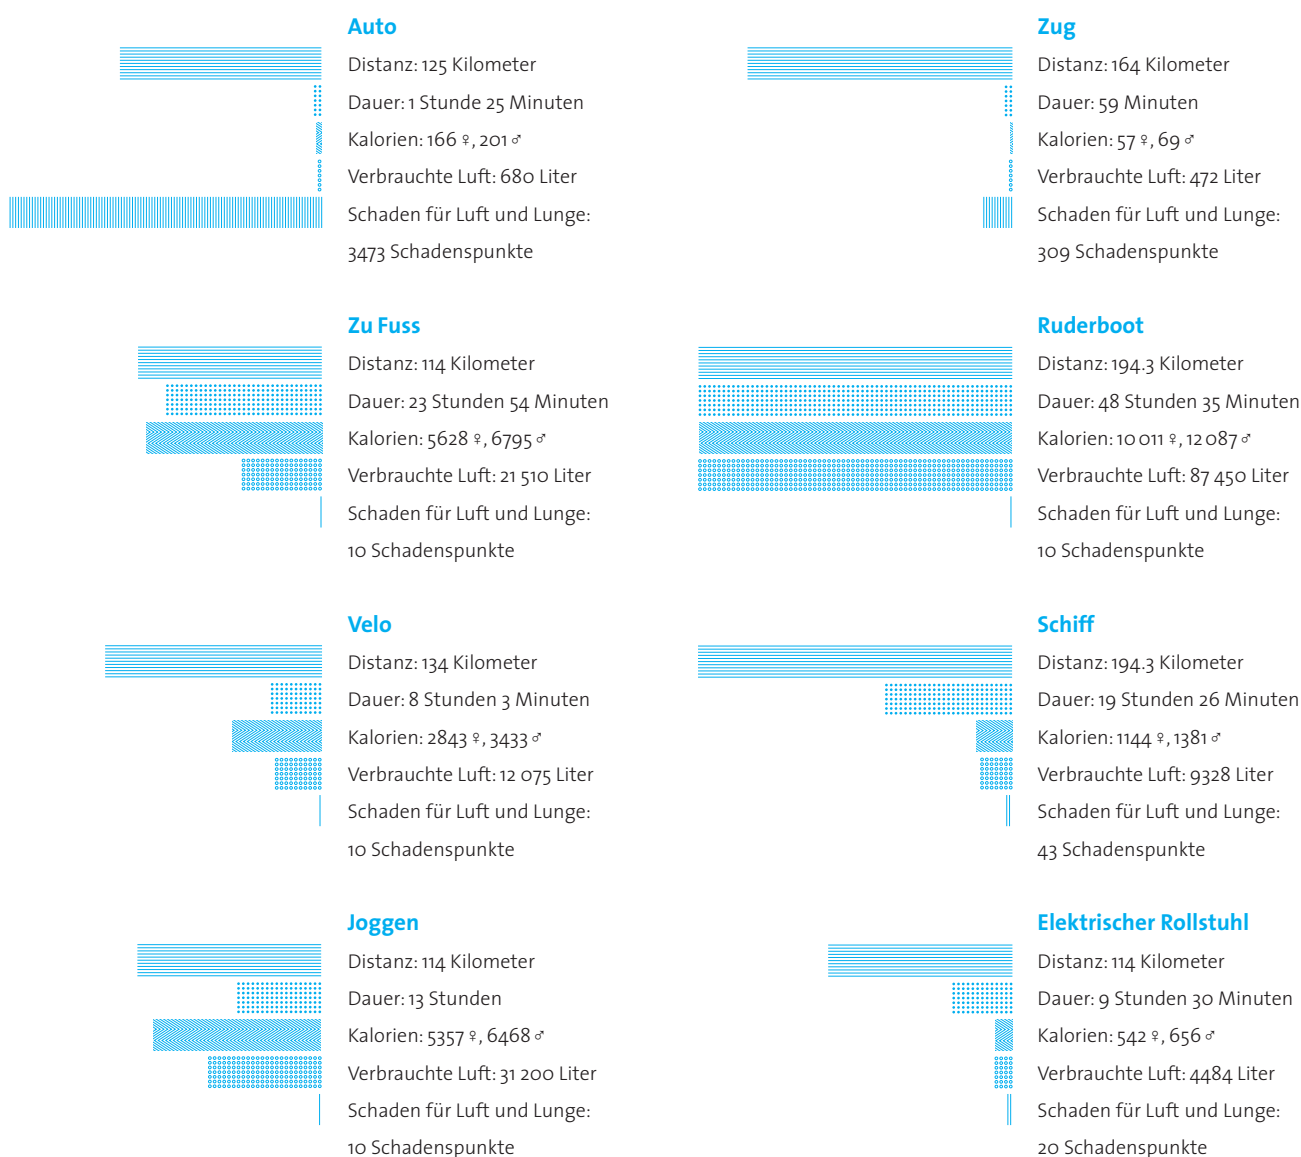 Auto
Distanz: 125 Kilometer
Dauer: 1 Stunde 25 Minuten
Kalorien: 166 ♀, 201 ♂
Verbrauchte Luft: 680 Liter
Schaden für Luft und Lunge:
3473 Schadenspunkte
Zu Fuss
Distanz: 114 Kilometer
Dauer: 23 Stunden 54 Minuten
Kalorien: 5628 ♀, 6795 ♂
Verbrauchte Luft: 21 510 Liter
Schaden für Luft und Lunge:
10 Schadenspunkte
Velo
Distanz: 134 Kilometer
Dauer: 8 Stunden 3 Minuten
Kalorien: 2843 ♀, 3433 ♂
Verbrauchte Luft: 12 075 Liter
Schaden für Luft und Lunge:
10 Schadenspunkte
Joggen
Distanz: 114 Kilometer
Dauer: 13 Stunden
Kalorien: 5357 ♀, 6468 ♂
Verbrauchte Luft: 31 200 Liter
Schaden für Luft und Lunge:
10 Schadenspunkte
Zug
Distanz: 164 Kilometer
Dauer: 59 Minuten
Kalorien: 57 ♀, 69 ♂
Verbrauchte Luft: 472 Liter
Schaden für Luft und Lunge:
309 Schadenspunkte
Ruderboot
Distanz: 194.3 Kilometer
Dauer: 48 Stunden 35 Minuten
Kalorien: 10 011 ♀, 12 087 ♂
Verbrauchte Luft: 87 450 Liter
Schaden für Luft und Lunge:
10 Schadenspunkte
Schiff
Distanz: 194.3 Kilometer
Dauer: 19 Stunden 26 Minuten
Kalorien: 1144 ♀, 1381 ♂
Verbrauchte Luft: 9328 Liter
Schaden für Luft und Lunge:
43 Schadenspunkte
Elektrischer Rollstuhl
Distanz: 114 Kilometer
Dauer: 9 Stunden 30 Minuten
Kalorien: 542 ♀, 656 ♂
Verbrauchte Luft: 4484 Liter
Schaden für Luft und Lunge:
20 Schadenspunkte